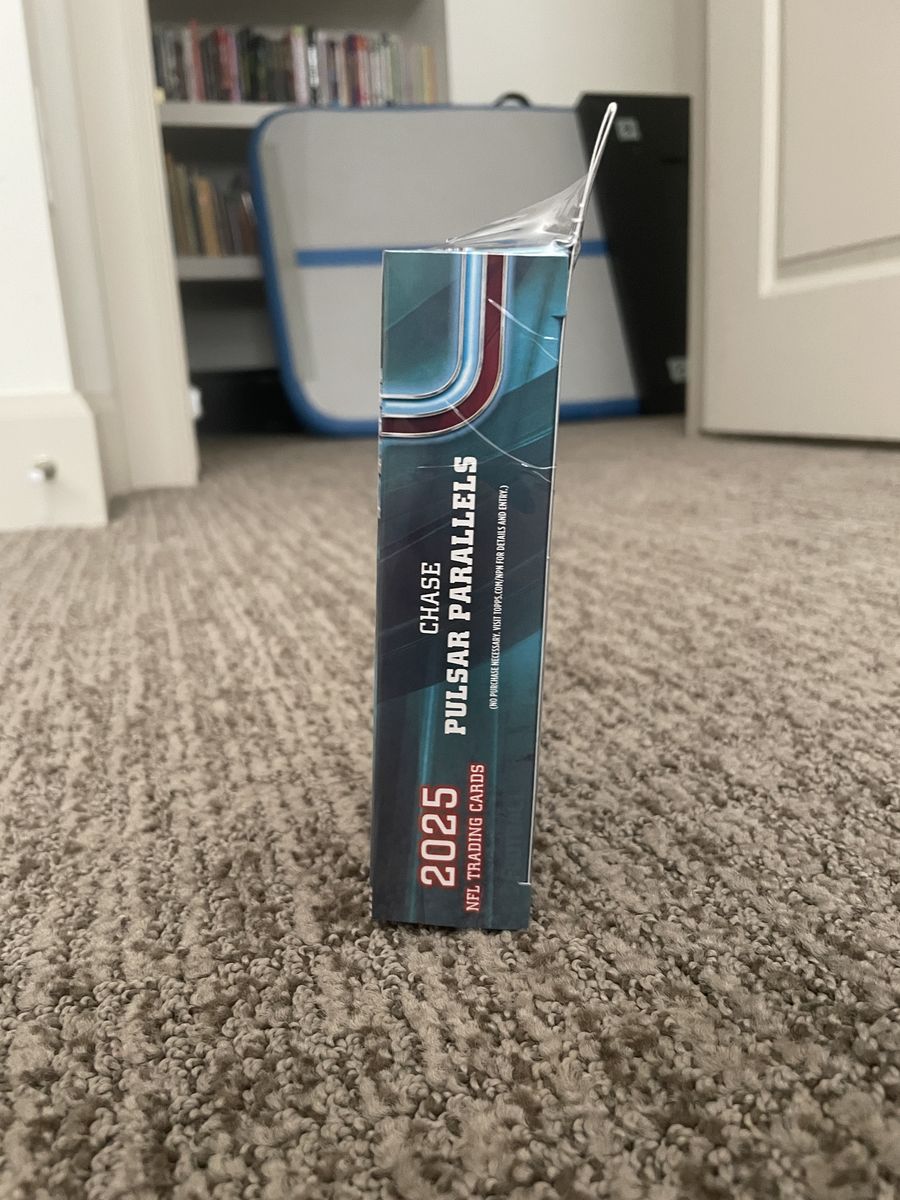 CHASE
PULSAR PARALLELS
(NO PURCHASE NECESSARY. VISIT TOPPS.COM/NPN FOR DETAILS AND ENTRY.)
2025
NFL TRADING CARDS